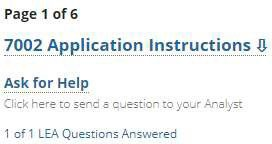 Page 1 of 6
7002 Application Instructions ⇩
Ask for Help
Click here to send a question to your Analyst
1 of 1 LEA Questions Answered